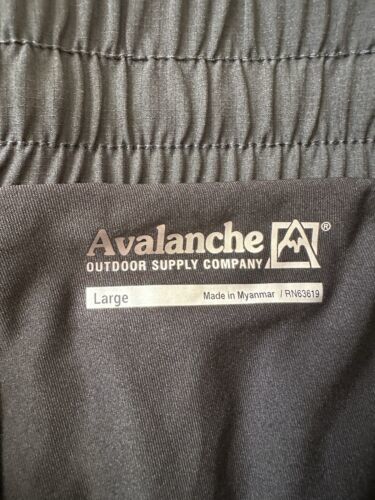 Avalanche ®
OUTDOOR SUPPLY COMPANY
Large Made in Myanmar / RN63619